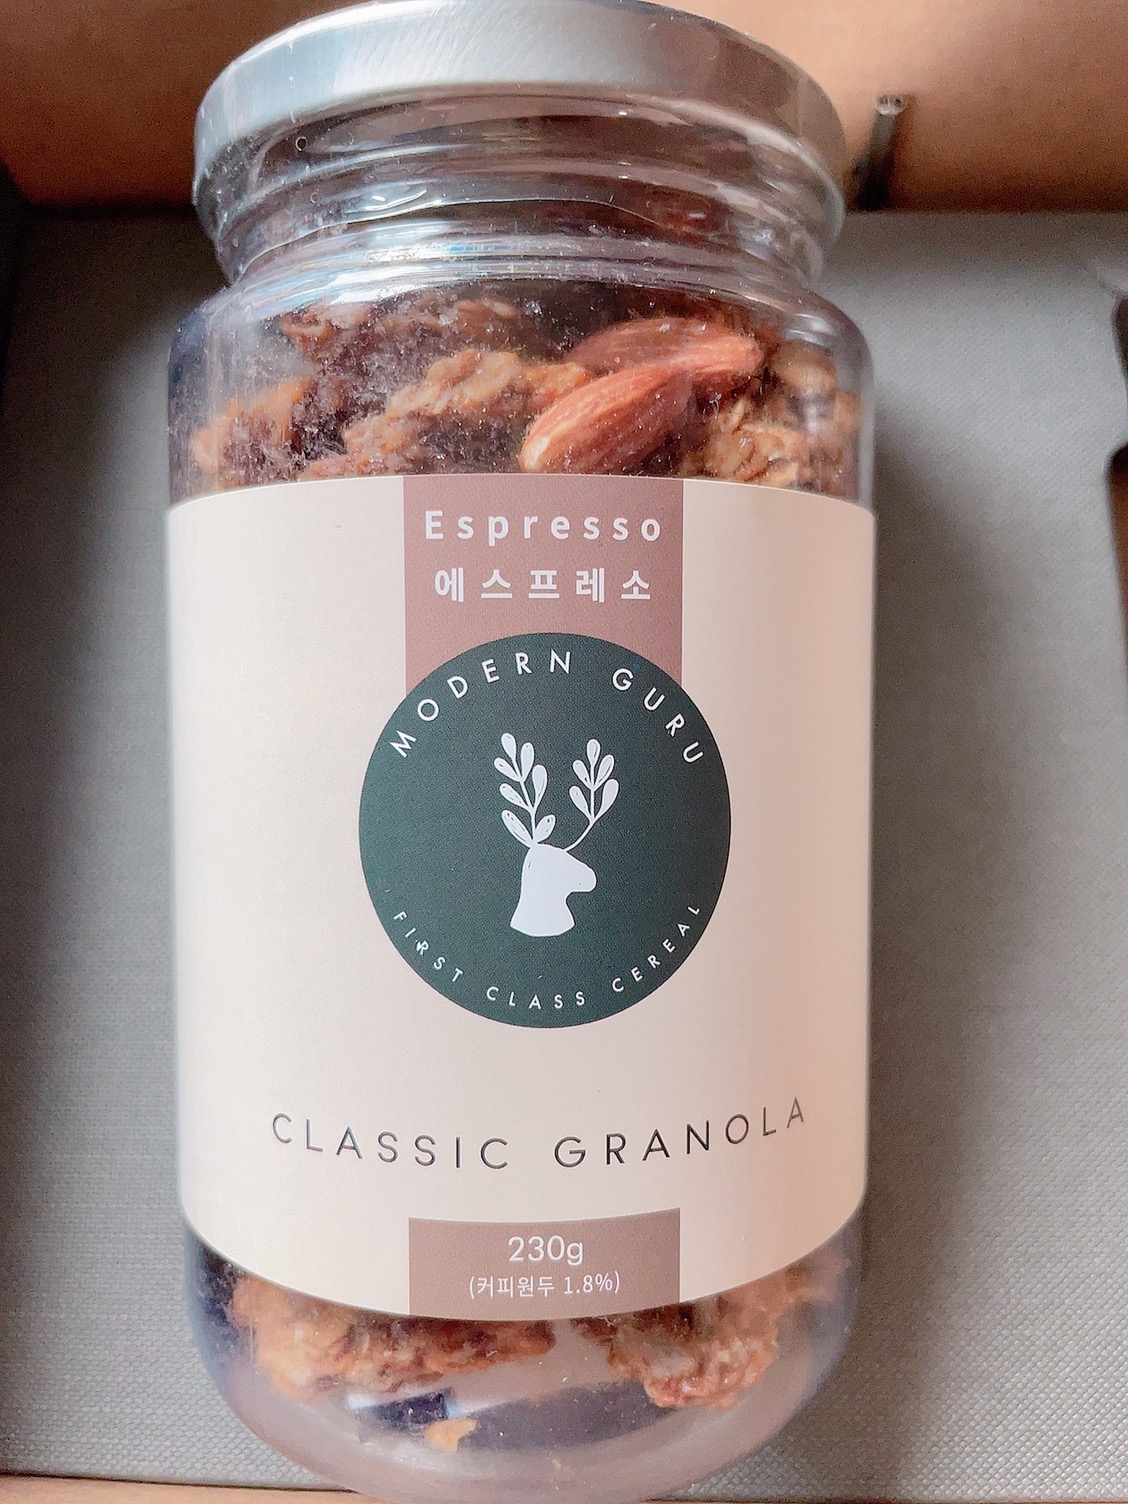 Espresso
에스프레소
MODERN GURU
FIRST CLASS CEREAL
CLASSIC GRANOLA
230g
(커피원두 1.8%)